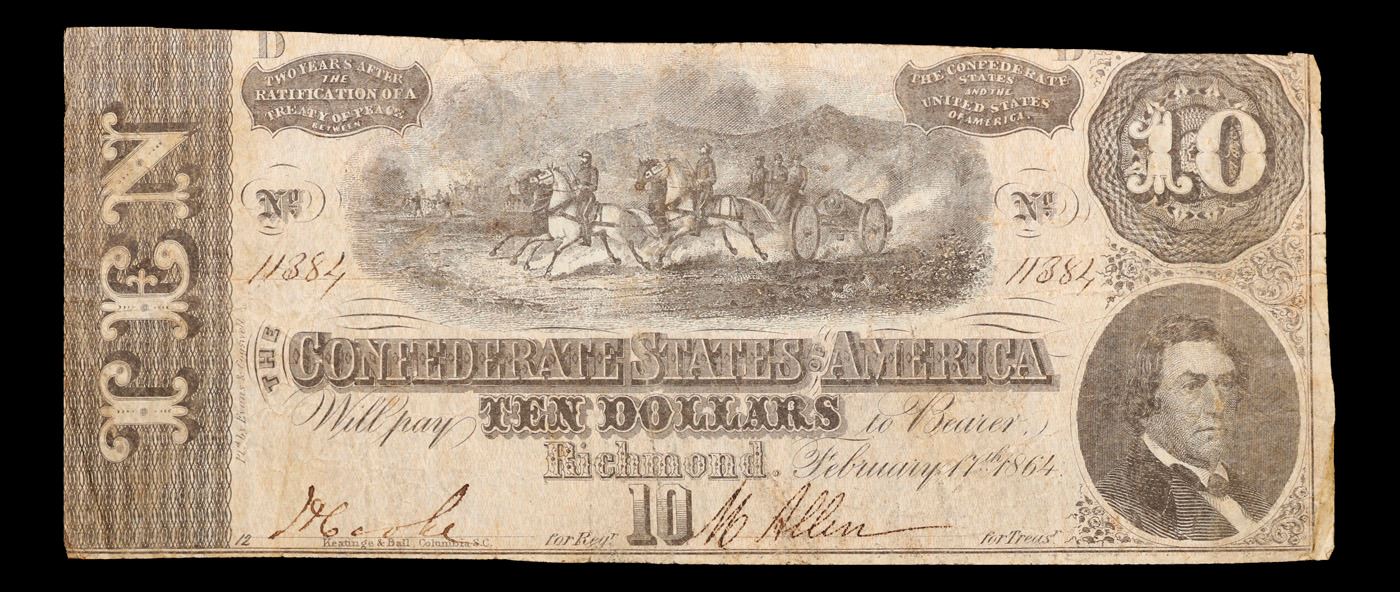 D D
TWO YEARS AFTER
THE
RATIFICATION OF A
TREATY OF PEACE
BETWEEN
THE CONFEDERATE
STATES
AND THE
UNITED STATES
OF AMERICA.
10
TEN
No No
11384 11384
THE CONFEDERATE STATES OF AMERICA
Will pay TEN DOLLARS to Bearer.
Richmond. February 17th 1864.
10
M Allen
12 Keatinge & Ball Columbia S.C. for Regr for Treasr